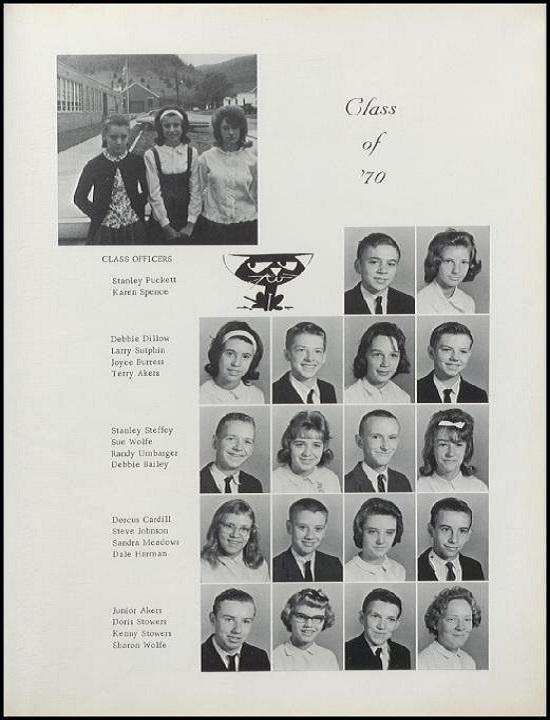 Class
of
'70
CLASS OFFICERS
Stanley Puckett
Karen Spence
Debbie Dillow
Larry Sutphin
Joyce Burress
Terry Akers
Stanley Steffey
Sue Wolfe
Randy Umbarger
Debbie Bailey
Dorcus Cardill
Steve Johnson
Sandra Meadows
Dale Harman
Junior Akers
Doris Stowers
Kenny Stowers
Sharon Wolfe